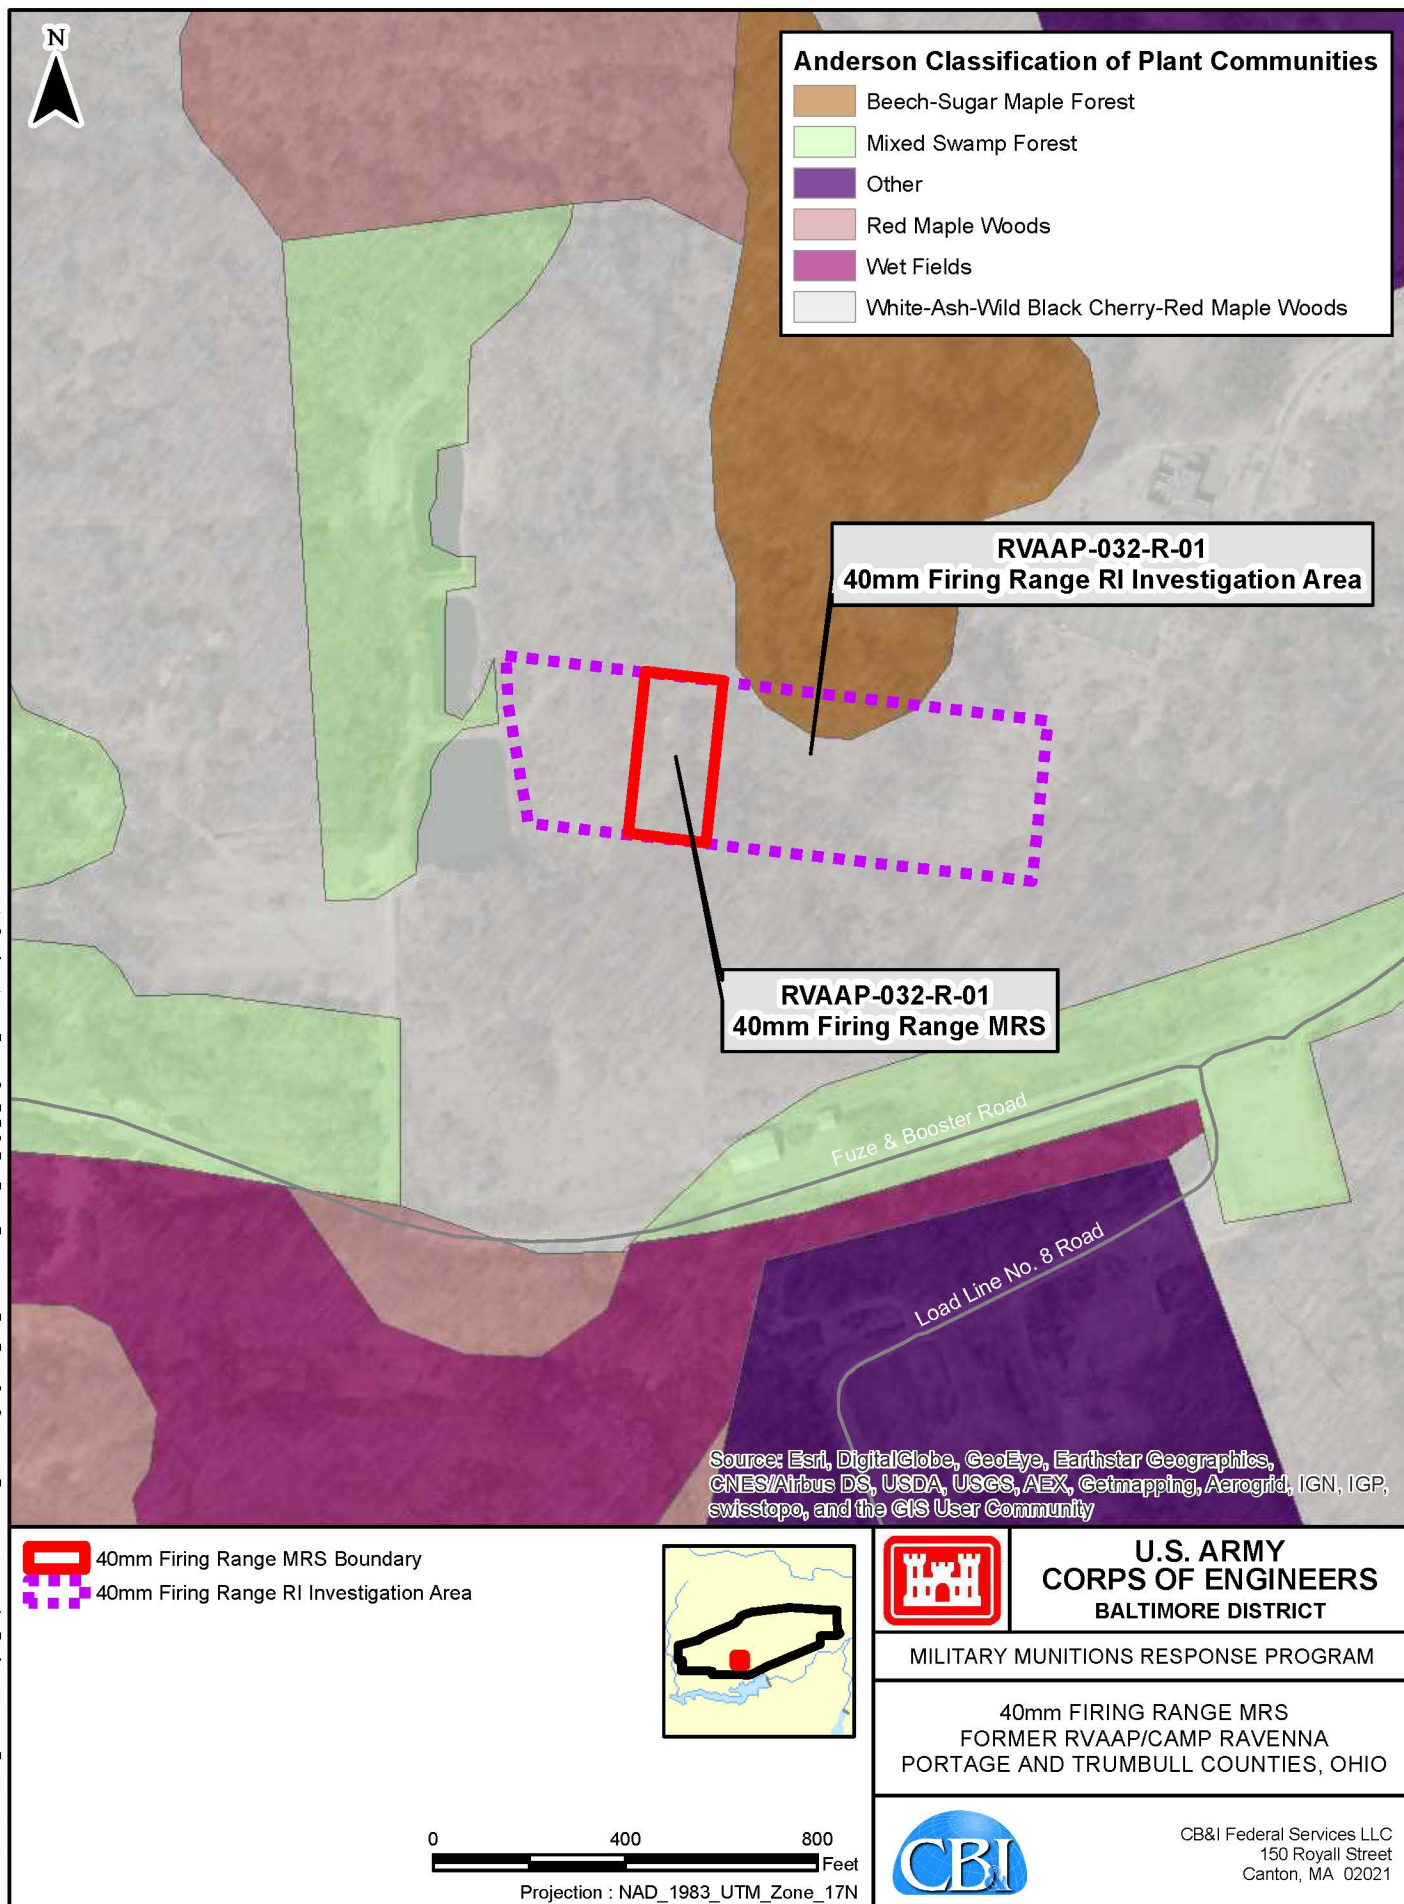 N
Anderson Classification of Plant Communities
Beech-Sugar Maple Forest
Mixed Swamp Forest
Other
Red Maple Woods
Wet Fields
White-Ash-Wild Black Cherry-Red Maple Woods
RVAAP-032-R-01
40mm Firing Range RI Investigation Area
RVAAP-032-R-01
40mm Firing Range MRS
Fuze & Booster Road
Load Line No. 8 Road
Source: Esri, DigitalGlobe, GeoEye, Earthstar Geographics,
CNES/Airbus DS, USDA, USGS, AEX, Getmapping, Aerogrid, IGN, IGP,
swisstopo, and the GIS User Community
40mm Firing Range MRS Boundary
40mm Firing Range RI Investigation Area
0 400 800
Feet
Projection : NAD_1983_UTM_Zone_17N
U.S. ARMY
CORPS OF ENGINEERS
BALTIMORE DISTRICT
MILITARY MUNITIONS RESPONSE PROGRAM
40mm FIRING RANGE MRS
FORMER RVAAP/CAMP RAVENNA
PORTAGE AND TRUMBULL COUNTIES, OHIO
CB&I
CB&I Federal Services LLC
150 Royall Street
Canton, MA 02021